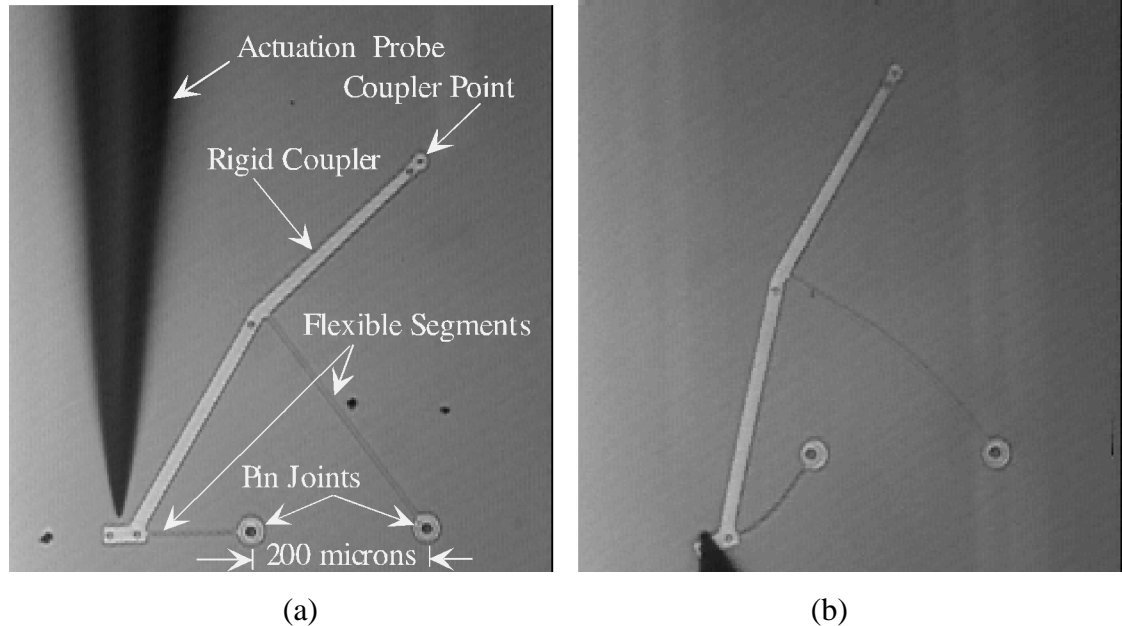 Actuation Probe
Coupler Point
Rigid Coupler
Flexible Segments
Pin Joints
200 microns
(a)
(b)